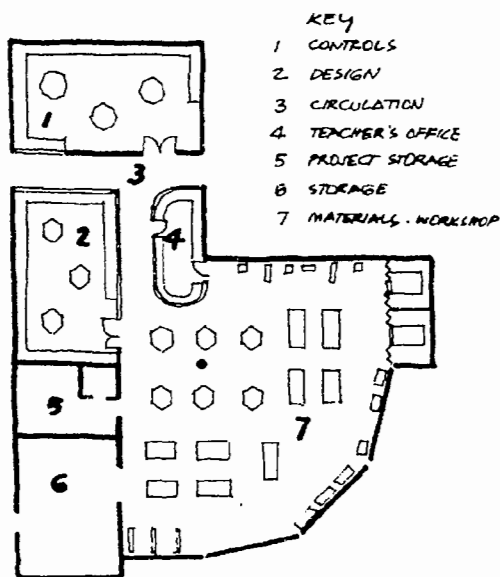 KEY
1 CONTROLS
2 DESIGN
3 CIRCULATION
4 TEACHER'S OFFICE
5 PROJECT STORAGE
6 STORAGE
7 MATERIALS . WORKSHOP
1
3
2
4
5
7
6